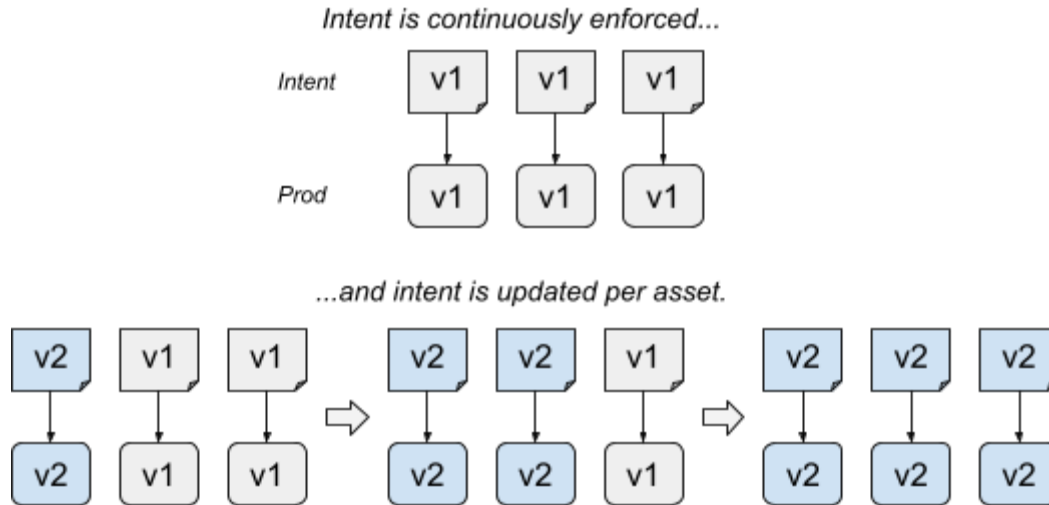 Intent is continuously enforced...
Intent
v1 v1 v1
Prod
v1 v1 v1
...and intent is updated per asset.
v2 v1 v1 v2 v2 v1 v2 v2 v2
v2 v1 v1 v2 v2 v1 v2 v2 v2